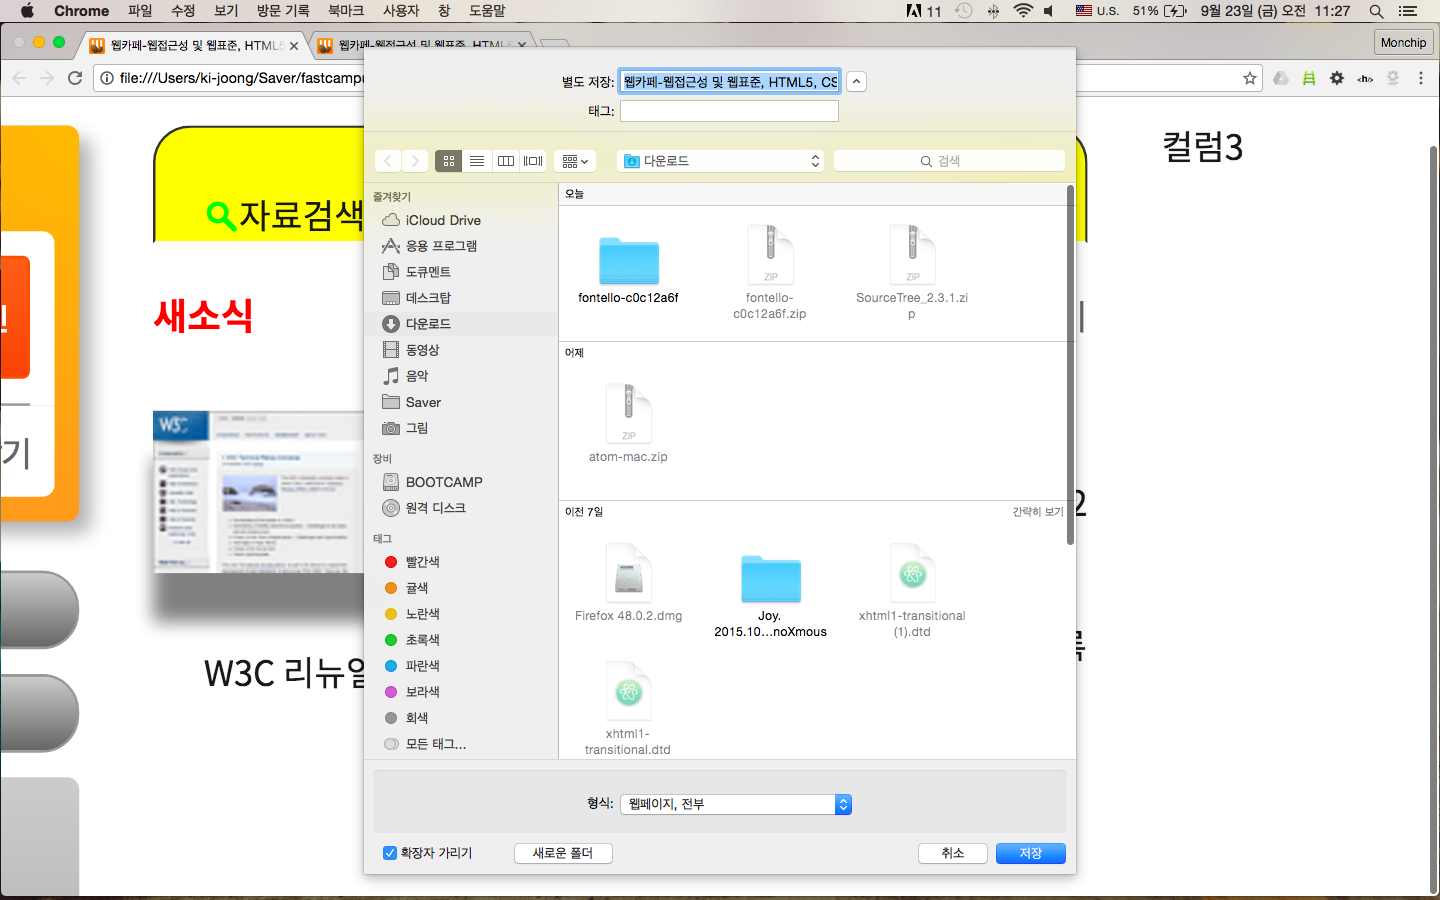 Chrome 파일 수정 보기 방문 기록 북마크 사용자 창 도움말 11 U.S. 51% 9월 23일 (금) 오전 11:27
웹카페-웹접근성 및 웹표준, HTML5 웹카페-웹접근성 및 웹표준, HTML5 Monchip
file:///Users/ki-joong/Saver/fastcampu
별도 저장: 웹카페-웹접근성 및 웹표준, HTML5, CS
태그:
컬럼3
다운로드 검색
자료검색
새소식
W3C
W3C 리뉴얼
기
2
록
즐겨찾기
iCloud Drive
응용 프로그램
도큐멘트
데스크탑
다운로드
동영상
음악
Saver
그림
장비
BOOTCAMP
원격 디스크
태그
빨간색
귤색
노란색
초록색
파란색
보라색
회색
모든 태그...
오늘
ZIP ZIP
fontello-c0c12a6f
fontello-
c0c12a6f.zip
SourceTree_2.3.1.zi
p
어제
ZIP
atom-mac.zip
이전 7일 간략히 보기
Firefox 48.0.2.dmg
Joy.
2015.10...noXmous
xhtml1-transitional
(1).dtd
xhtml1-
transitional.dtd
형식: 웹페이지, 전부
확장자 가리기 새로운 폴더 취소 저장